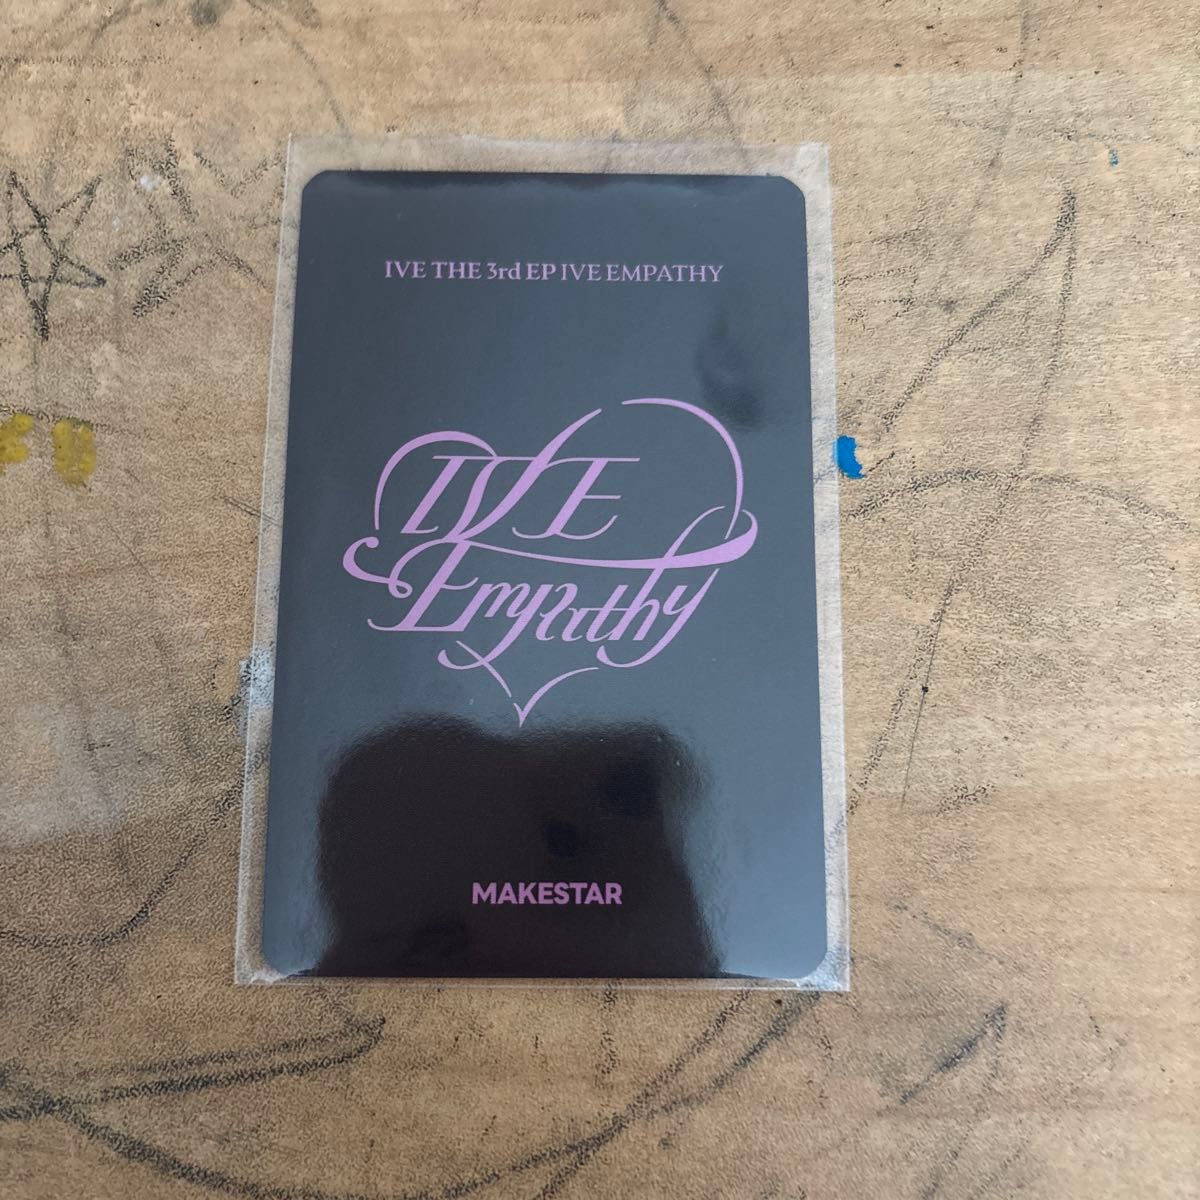 IVE THE 3rd EP IVE EMPATHY
IVE
Empathy
MAKESTAR